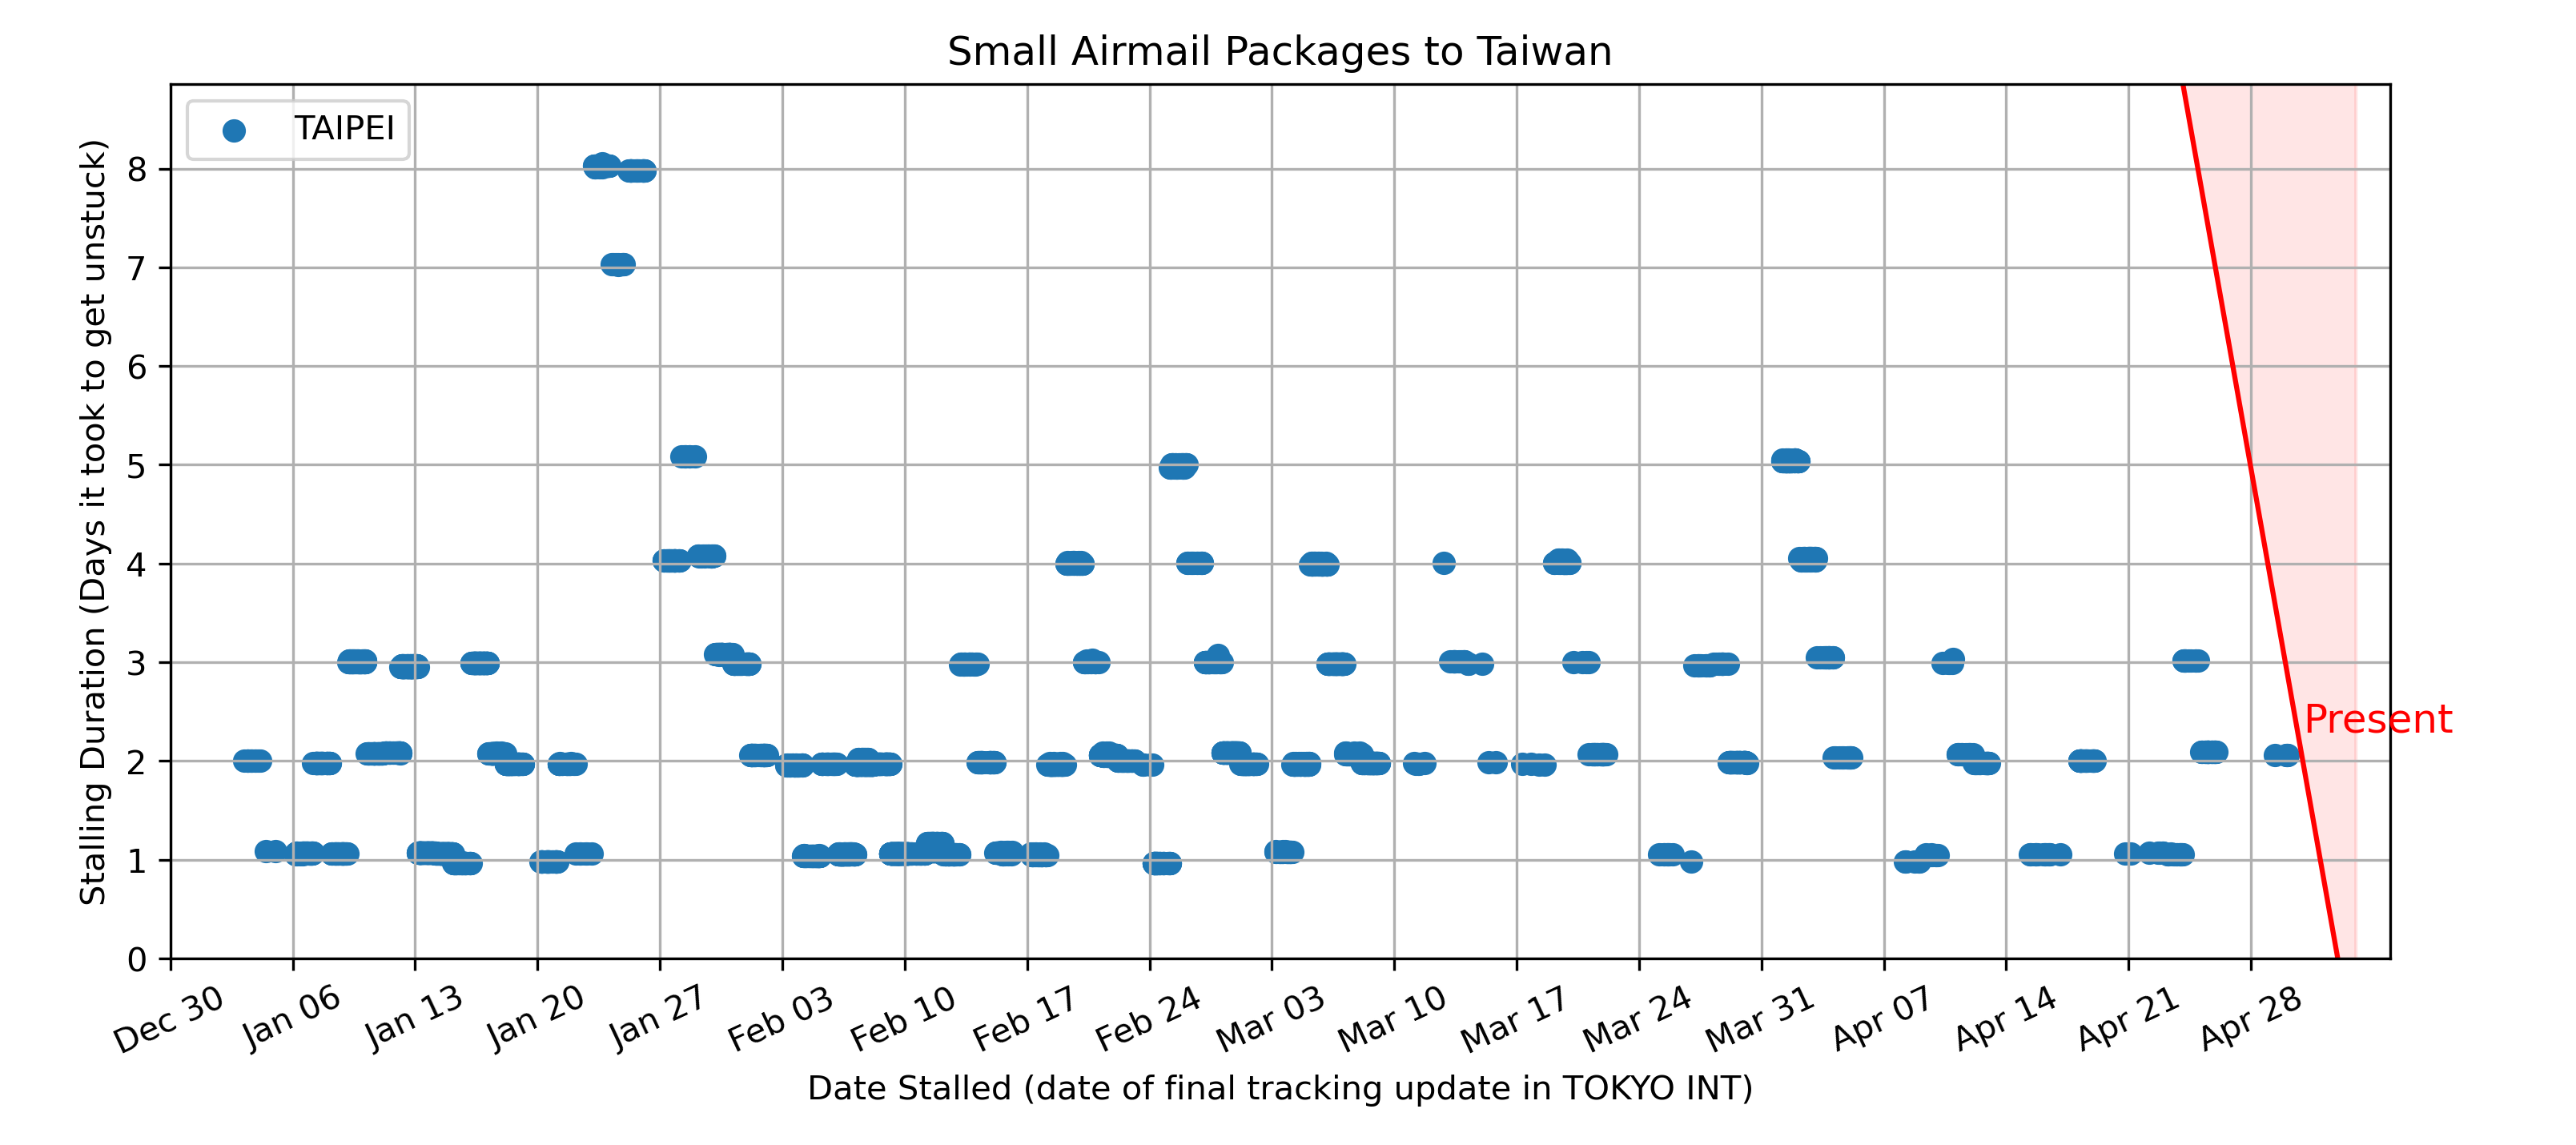 Small Airmail Packages to Taiwan
TAIPEI
Stalling Duration (Days it took to get unstuck)
8
7
6
5
4
3
2
1
0
Present
Dec 30
Jan 06
Jan 13
Jan 20
Jan 27
Feb 03
Feb 10
Feb 17
Feb 24
Mar 03
Mar 10
Mar 17
Mar 24
Mar 31
Apr 07
Apr 14
Apr 21
Apr 28
Date Stalled (date of final tracking update in TOKYO INT)